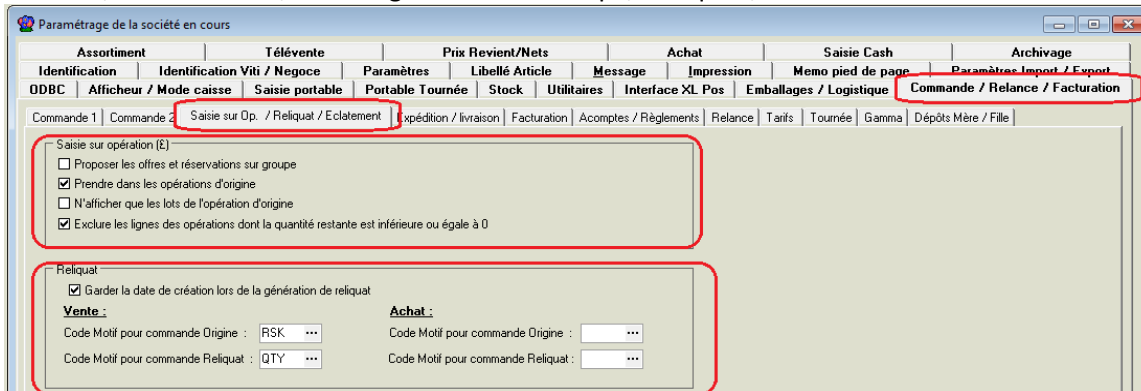 Paramétrage de la société en cours
Assortiment Télévente Prix Revient/Nets Achat Saisie Cash Archivage
Identification Identification Viti / Negoce Paramètres Libellé Article Message Impression Memo pied de page Paramètres Import / Export
ODBC Afficheur / Mode caisse Saisie portable Portable Tournée Stock Utilitaires Interface XL Pos Emballages / Logistique Commande / Relance / Facturation
Commande 1 Commande 2 Saisie sur Op. / Reliquat / Eclatement Expédition / livraison Facturation Acomptes / Règlements Relance Tarifs Tournée Gamma Dépôts Mère / Fille
Saisie sur opération (£)
Proposer les offres et réservations sur groupe
Prendre dans les opérations d'origine
N'afficher que les lots de l'opération d'origine
Exclure les lignes des opérations dont la quantité restante est inférieure ou égale à 0
Reliquat
Garder la date de création lors de la génération de reliquat
Vente : Achat :
Code Motif pour commande Origine : RSK ... Code Motif pour commande Origine : ...
Code Motif pour commande Reliquat : QTY ... Code Motif pour commande Reliquat : ...